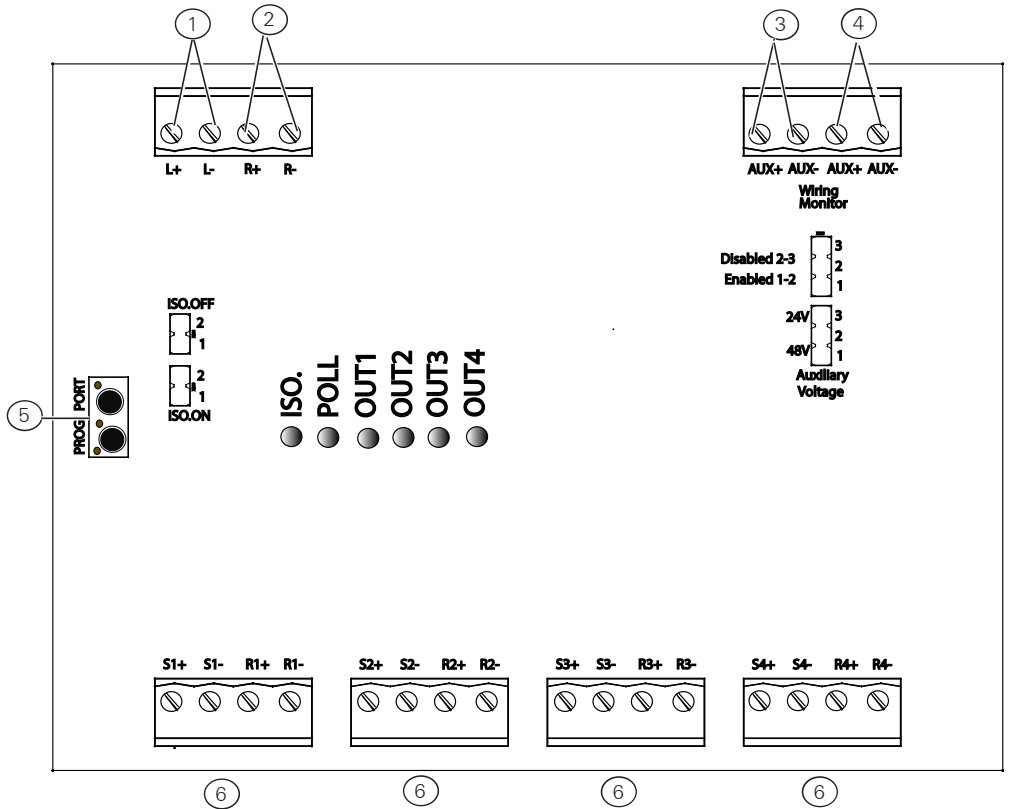 1 2 3 4
L+ L- R+ R-
AUX+ AUX- AUX+ AUX-
Wiring
Monitor
Disabled 2-3
Enabled 1-2
3
2
1
24V
48V
3
2
1
Auxiliary
Voltage
ISO.OFF
2
1
2
1
ISO.ON
5
PROG PORT
ISO.
POLL
OUT1
OUT2
OUT3
OUT4
S1+ S1- R1+ R1-
S2+ S2- R2+ R2-
S3+ S3- R3+ R3-
S4+ S4- R4+ R4-
6 6 6 6